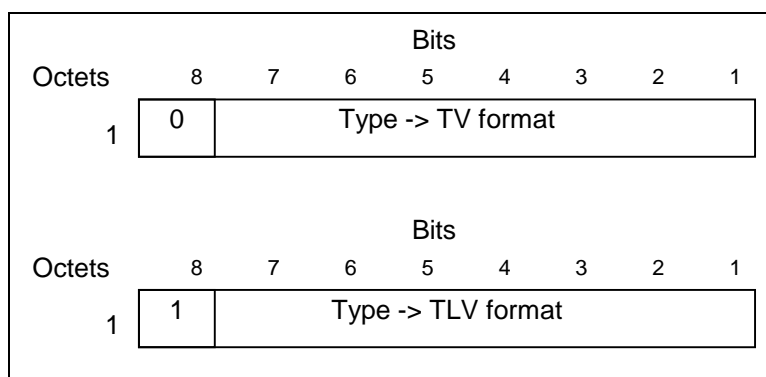 Bits
Octets 8 7 6 5 4 3 2 1
1 0 Type -> TV format
Bits
Octets 8 7 6 5 4 3 2 1
1 1 Type -> TLV format